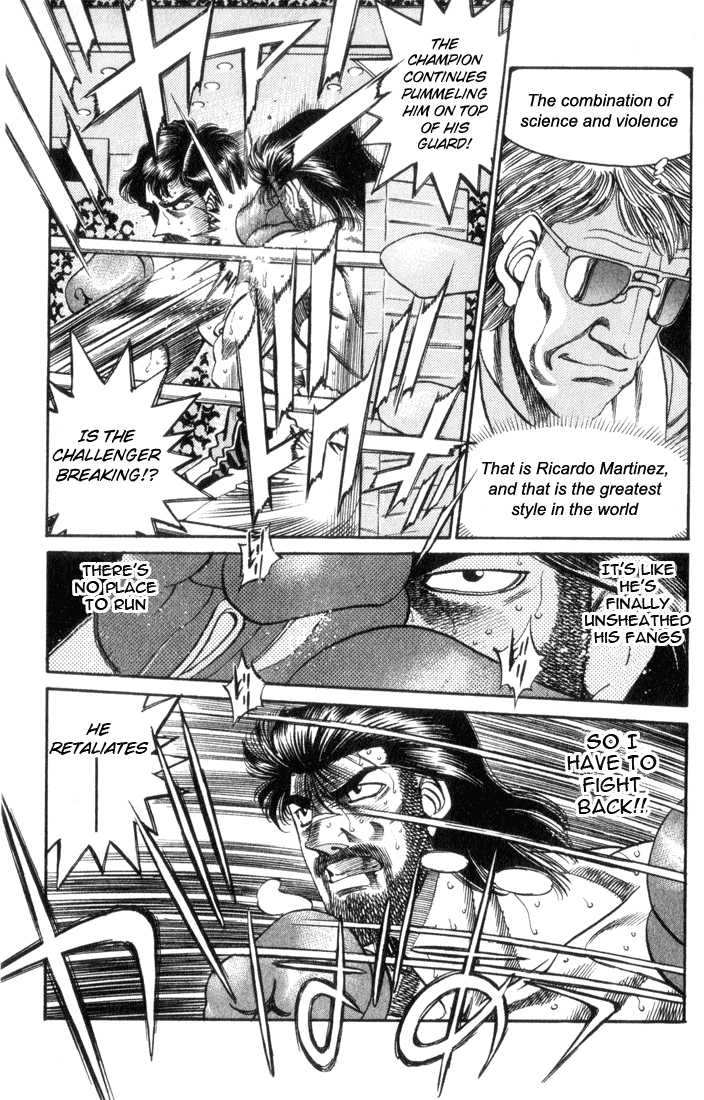 The combination of
science and violence
THE
CHAMPION
CONTINUES
PUMMELING
HIM ON TOP
OF HIS
GUARD!
That is Ricardo Martinez,
and that is the greatest
style in the world
IS THE
CHALLENGER
BREAKING!?
IT'S LIKE
HE'S
FINALLY
UNSHEATHED
HIS FANGS
THERE'S
NO PLACE
TO RUN
SO I
HAVE TO
FIGHT
BACK!!
HE
RETALIATES
—